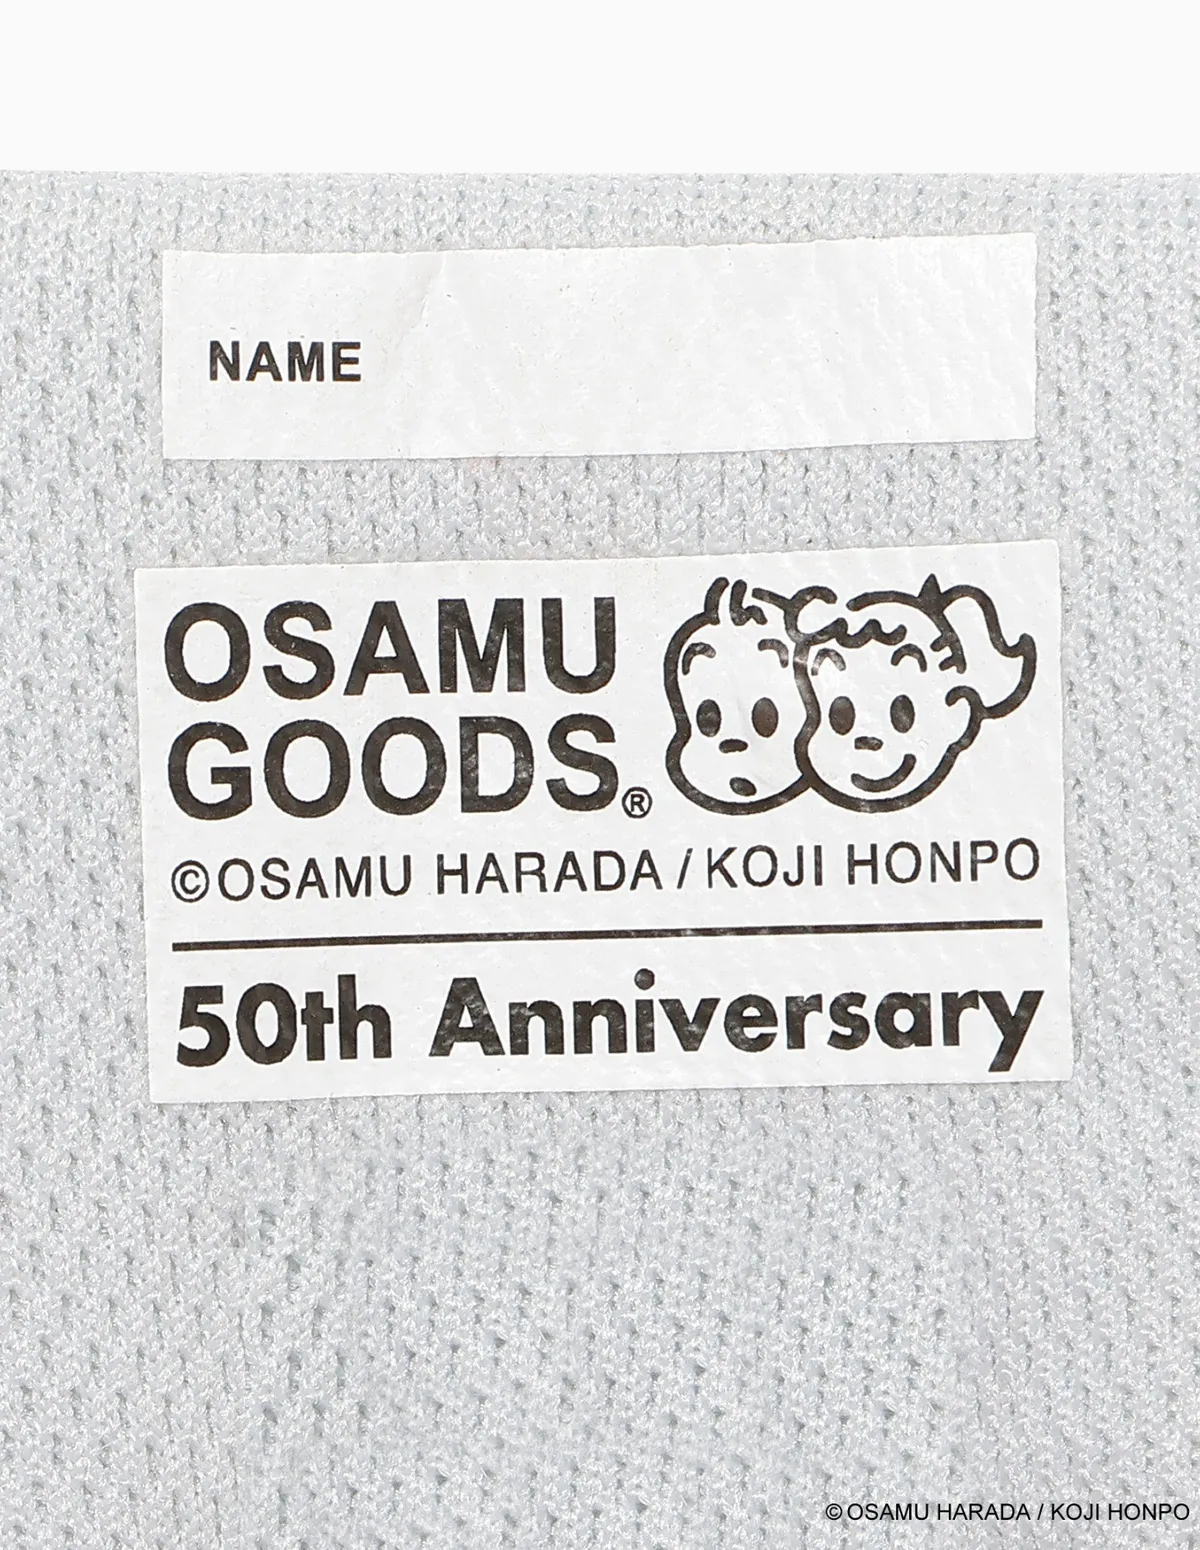 NAME
OSAMU
GOODS®
©OSAMU HARADA / KOJI HONPO
50th Anniversary
©OSAMU HARADA / KOJI HONPO